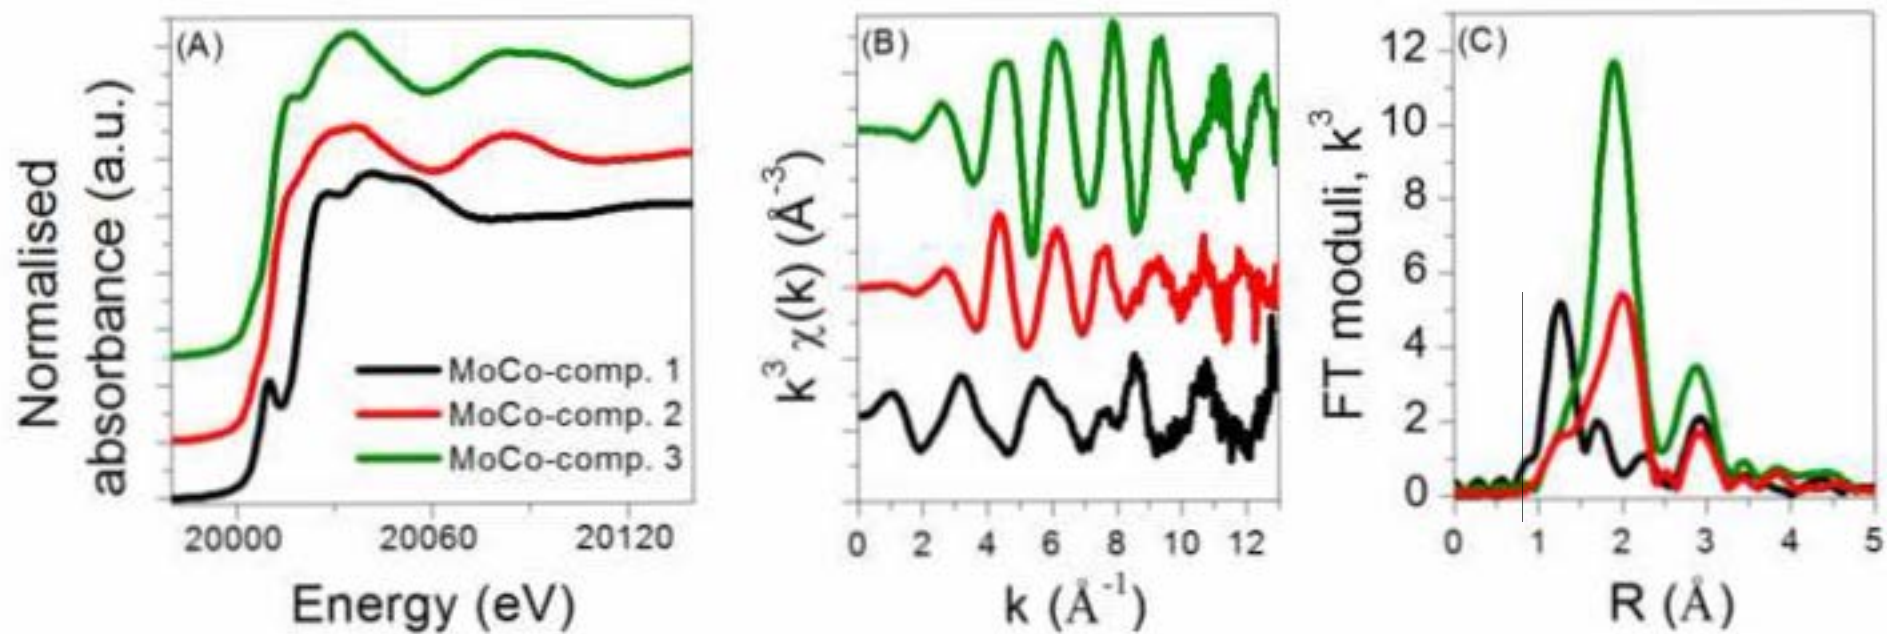 (A)
Normalised
absorbance (a.u.)
MoCo-comp. 1
MoCo-comp. 2
MoCo-comp. 3
20000 20060 20120
Energy (eV)
(B)
k³ χ(k) (Å⁻³)
0 2 4 6 8 10 12
k (Å⁻¹)
(C)
FT moduli, k³
12
10
8
6
4
2
0
0 1 2 3 4 5
R (Å)